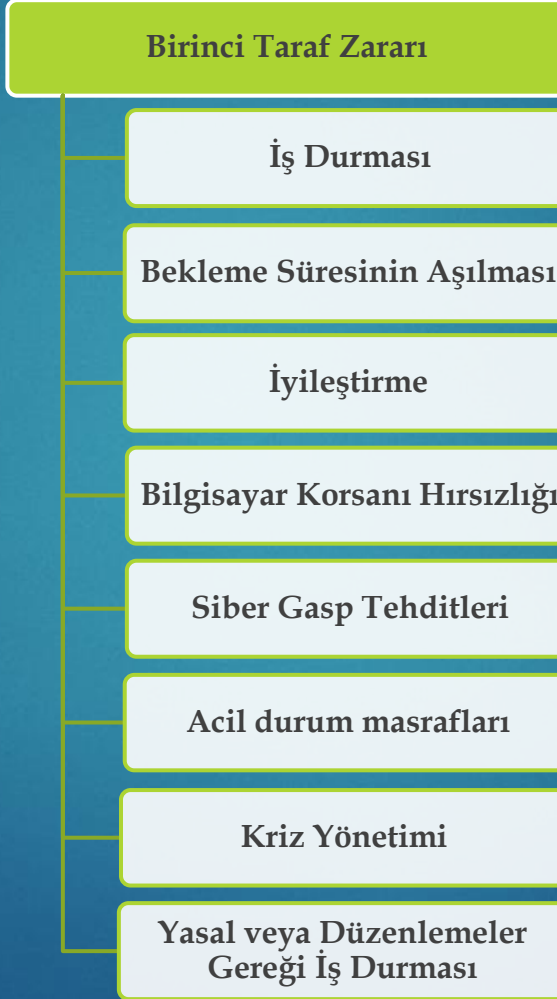 Birinci Taraf Zararı
İş Durması
Bekleme Süresinin Aşılması
İyileştirme
Bilgisayar Korsanı Hırsızlığı
Siber Gasp Tehditleri
Acil durum masrafları
Kriz Yönetimi
Yasal veya Düzenlemeler
Gereği İş Durması